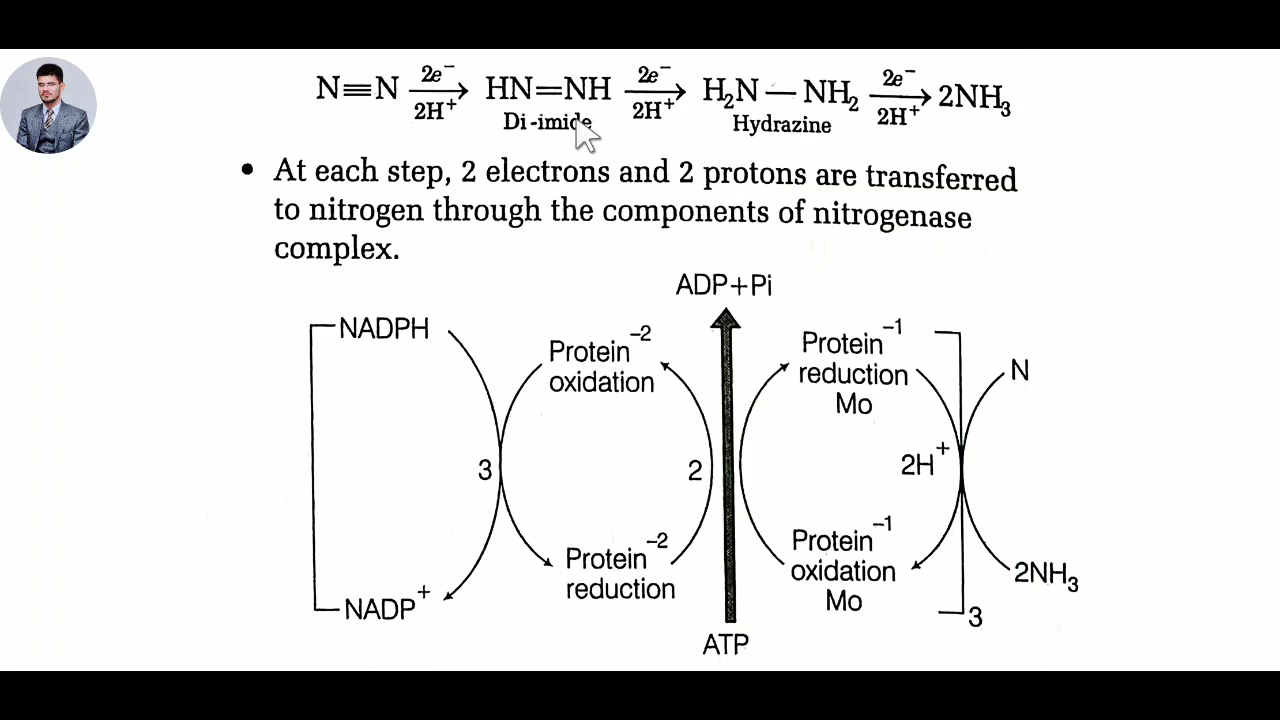 N≡N 2e⁻ 2H⁺ → HN=NH 2e⁻ 2H⁺ → H₂N — NH₂ 2e⁻ 2H⁺ → 2NH₃
Di-imide Hydrazine
• At each step, 2 electrons and 2 protons are transferred
to nitrogen through the components of nitrogenase
complex.
ADP+Pi
NADPH
Protein⁻²
oxidation
Protein⁻¹
reduction
Mo
N
3
2
2H⁺
Protein⁻²
reduction
Protein⁻¹
oxidation
Mo
2NH₃
NADP⁺
3
ATP